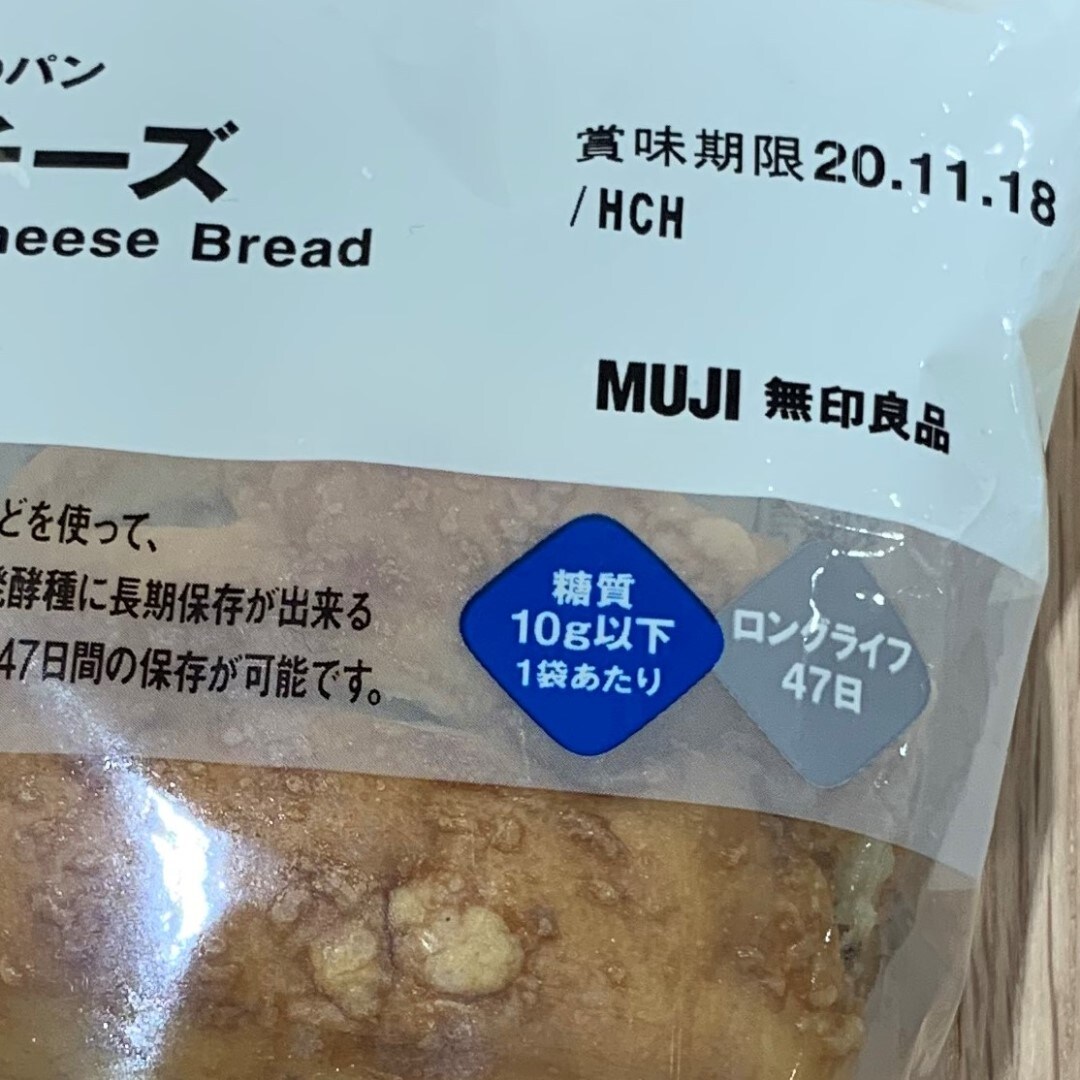 パン
チーズ
heese Bread
賞味期限20.11.18
/HCH
MUJI 無印良品
どを使って、
酵種に長期保存が出来る
47日間の保存が可能です。
糖質
10g以下
1袋あたり
ロングライフ
47日